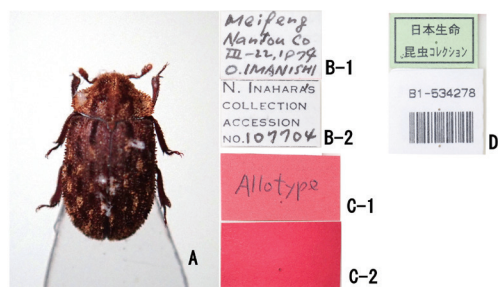 Meifeng
Nantou Co
III-22, 1974
O. IMANISHI
B-1
N. INAHARA'S
COLLECTION
ACCESSION
NO. 107704
B-2
Allotype
C-1
C-2
A
日本生命
昆虫コレクション
B1-534278
D